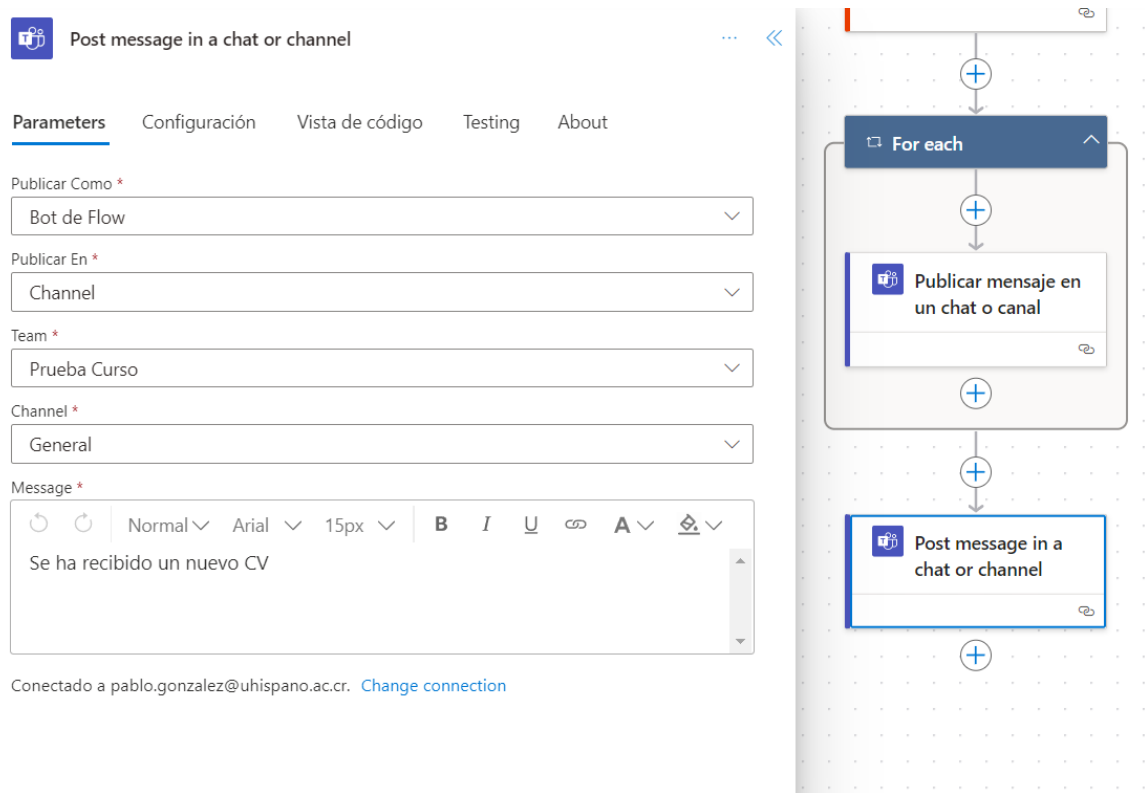 Post message in a chat or channel
Parameters Configuración Vista de código Testing About
Publicar Como *
Bot de Flow
Publicar En *
Channel
Team *
Prueba Curso
Channel *
General
Message *
Normal Arial 15px B I U A
Se ha recibido un nuevo CV
Conectado a pablo.gonzalez@uhispano.ac.cr. Change connection
For each
Publicar mensaje en
un chat o canal
Post message in a
chat or channel